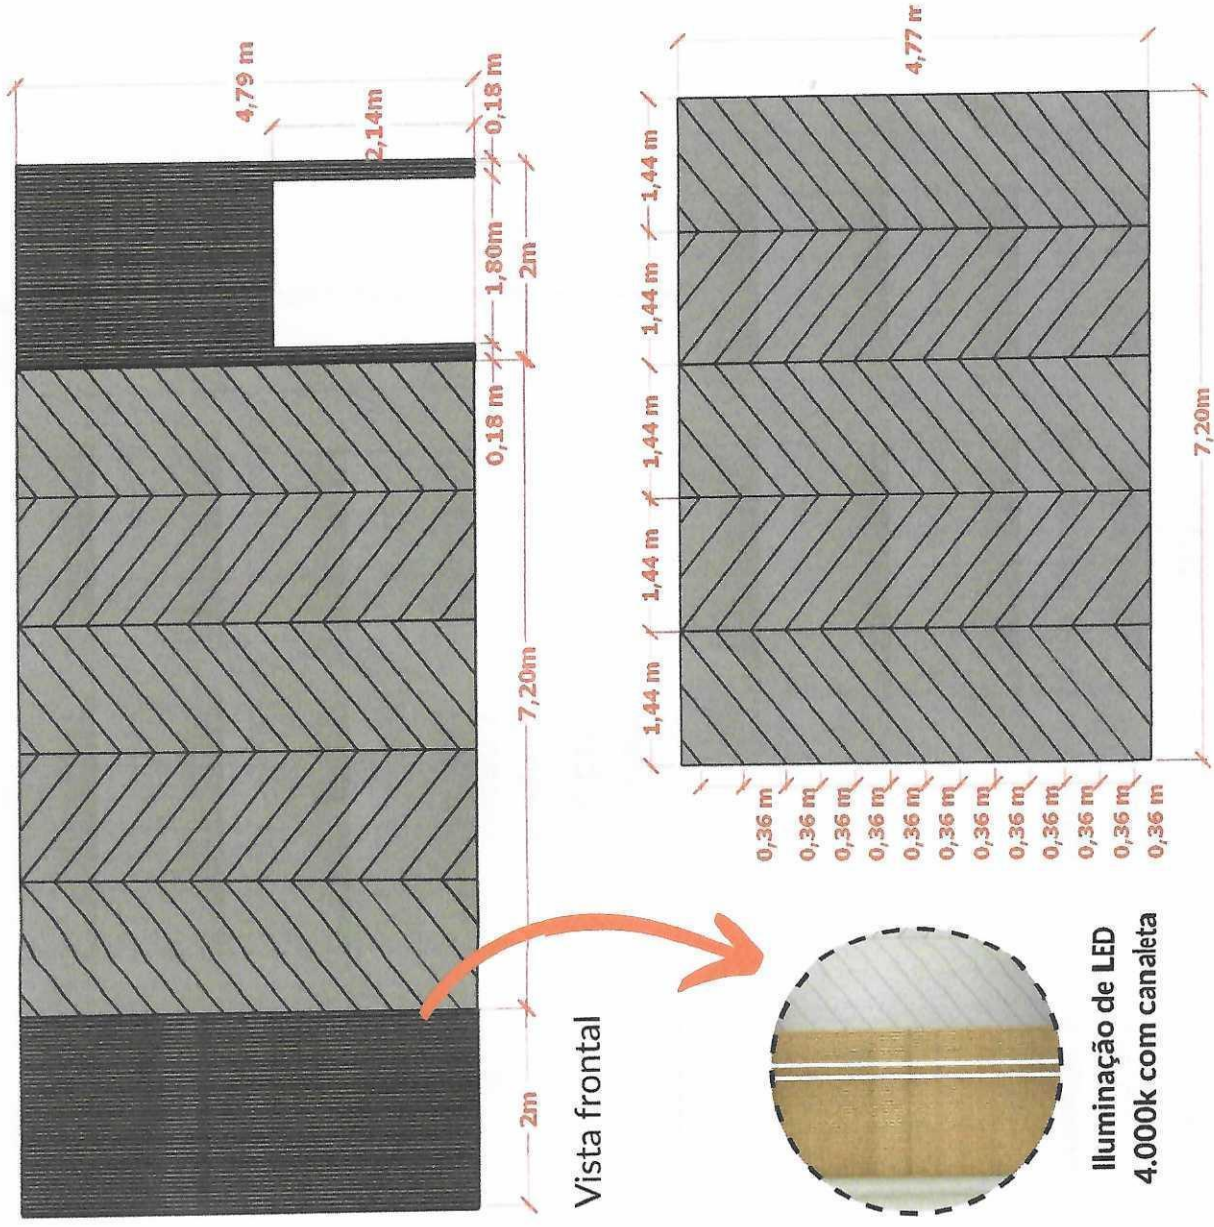 4,79 m
2,14m
0,18 m
0,18 m
1,80m
2m
7,20m
2m
Vista frontal
1,44 m
1,44 m
1,44 m
1,44 m
1,44 m
4,77 m
0,36 m
0,36 m
0,36 m
0,36 m
0,36 m
0,36 m
0,36 m
0,36 m
0,36 m
0,36 m
0,36 m
0,36 m
7,20m
Iluminação de LED
4.000k com canaleta